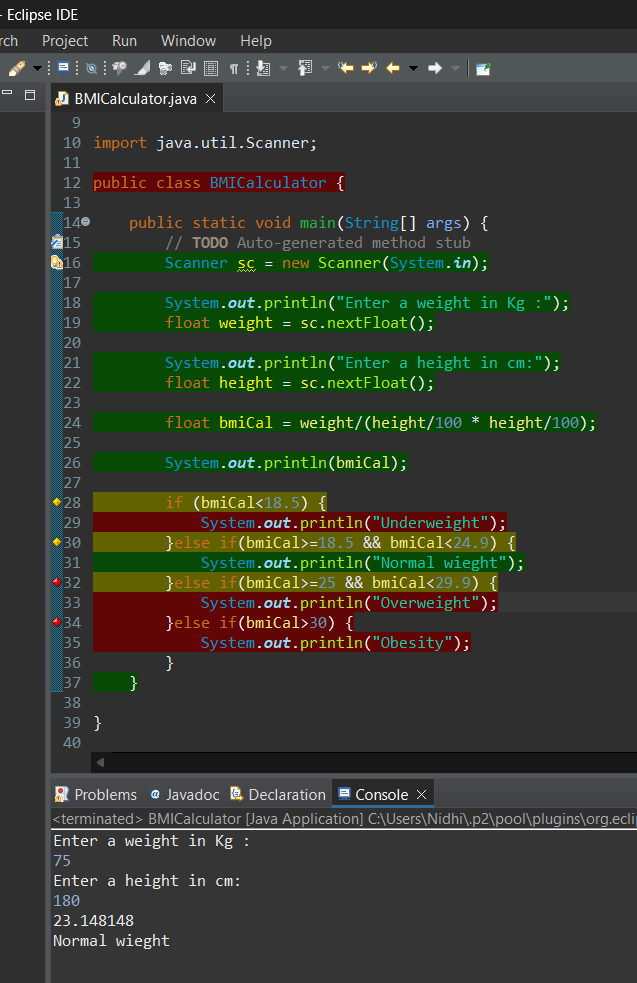 - Eclipse IDE
rch Project Run Window Help
BMICalculator.java
9
10 import java.util.Scanner;
11
12 public class BMICalculator {
13
14 public static void main(String[] args) {
15 // TODO Auto-generated method stub
16 Scanner sc = new Scanner(System.in);
17
18 System.out.println("Enter a weight in Kg :");
19 float weight = sc.nextFloat();
20
21 System.out.println("Enter a height in cm:");
22 float height = sc.nextFloat();
23
24 float bmiCal = weight/(height/100 * height/100);
25
26 System.out.println(bmiCal);
27
28 if (bmiCal<18.5) {
29 System.out.println("Underweight");
30 }else if(bmiCal>=18.5 && bmiCal<24.9) {
31 System.out.println("Normal wieght");
32 }else if(bmiCal>=25 && bmiCal<29.9) {
33 System.out.println("Overweight");
34 }else if(bmiCal>30) {
35 System.out.println("Obesity");
36 }
37 }
38
39 }
40
Problems @ Javadoc Declaration Console
<terminated> BMICalculator [Java Application] C:\Users\Nidhi\.p2\pool\plugins\org.eclip
Enter a weight in Kg :
75
Enter a height in cm:
180
23.148148
Normal wieght